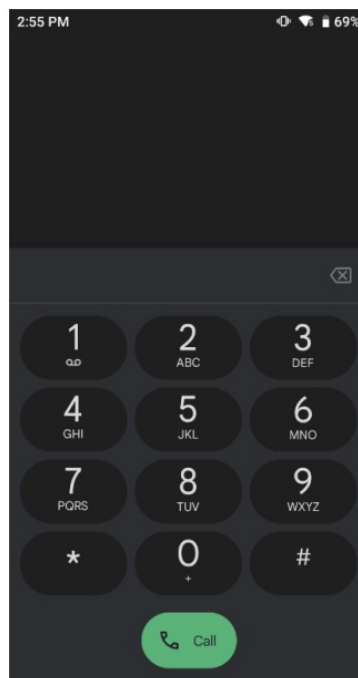 2:55 PM 69%
1 2 3
ABC DEF
4 5 6
GHI JKL MNO
7 8 9
PQRS TUV WXYZ
* 0 #
+
Call